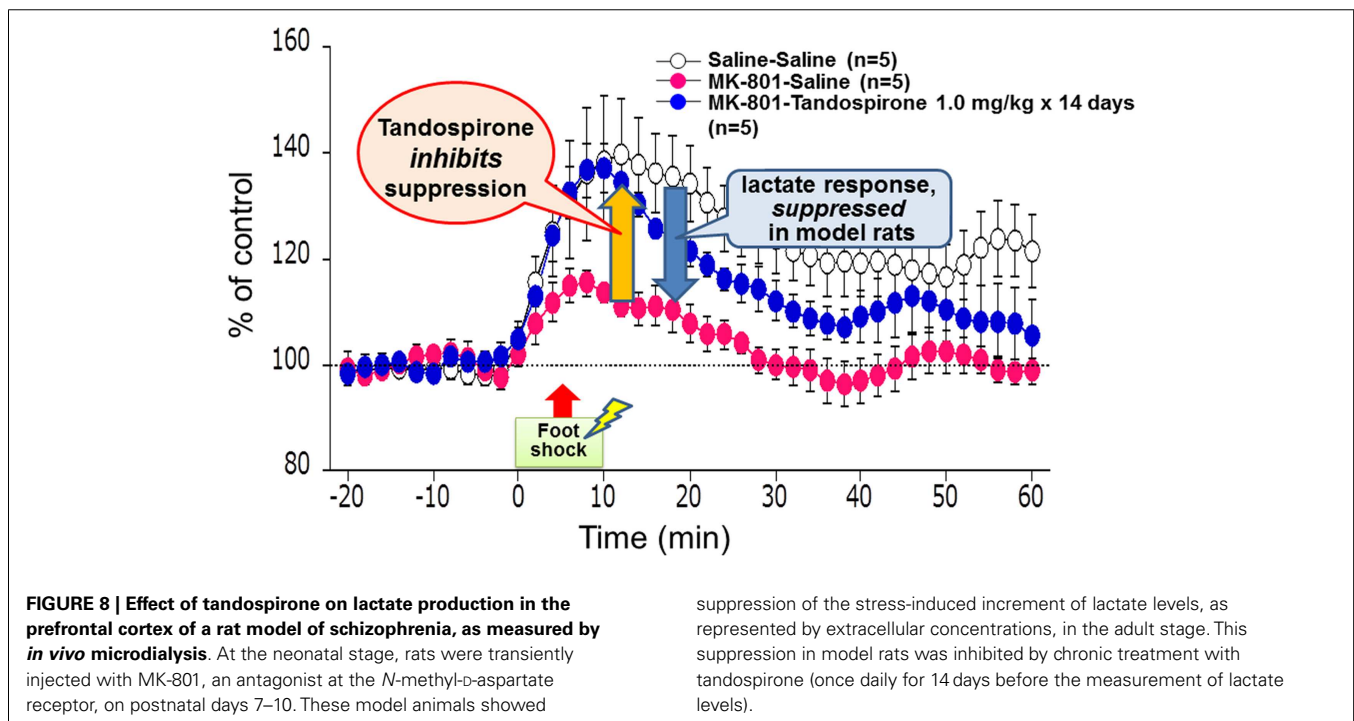 160
140
120
100
80
% of control
Saline-Saline (n=5)
MK-801-Saline (n=5)
MK-801-Tandospirone 1.0 mg/kg x 14 days
(n=5)
Tandospirone
inhibits
suppression
lactate response,
suppressed
in model rats
Foot
shock
-20 -10 0 10 20 30 40 50 60
Time (min)
FIGURE 8 | Effect of tandospirone on lactate production in the
prefrontal cortex of a rat model of schizophrenia, as measured by
in vivo microdialysis. At the neonatal stage, rats were transiently
injected with MK-801, an antagonist at the N-methyl-D-aspartate
receptor, on postnatal days 7–10. These model animals showed
suppression of the stress-induced increment of lactate levels, as
represented by extracellular concentrations, in the adult stage. This
suppression in model rats was inhibited by chronic treatment with
tandospirone (once daily for 14 days before the measurement of lactate
levels).